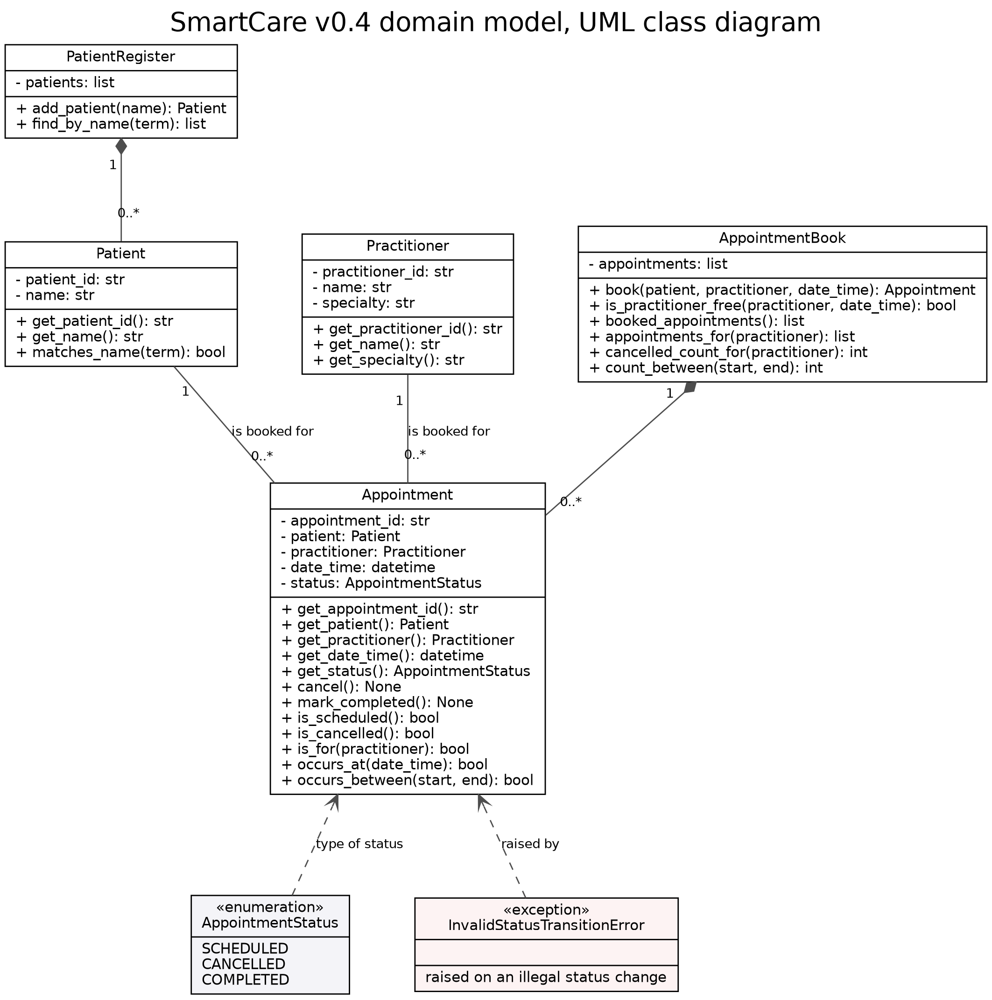 SmartCare v0.4 domain model, UML class diagram
PatientRegister
- patients: list
+ add_patient(name): Patient
+ find_by_name(term): list
1
0..*
Patient
- patient_id: str
- name: str
+ get_patient_id(): str
+ get_name(): str
+ matches_name(term): bool
Practitioner
- practitioner_id: str
- name: str
- specialty: str
+ get_practitioner_id(): str
+ get_name(): str
+ get_specialty(): str
AppointmentBook
- appointments: list
+ book(patient, practitioner, date_time): Appointment
+ is_practitioner_free(practitioner, date_time): bool
+ booked_appointments(): list
+ appointments_for(practitioner): list
+ cancelled_count_for(practitioner): int
+ count_between(start, end): int
1
is booked for
0..*
1
is booked for
0..*
1
0..*
Appointment
- appointment_id: str
- patient: Patient
- practitioner: Practitioner
- date_time: datetime
- status: AppointmentStatus
+ get_appointment_id(): str
+ get_patient(): Patient
+ get_practitioner(): Practitioner
+ get_date_time(): datetime
+ get_status(): AppointmentStatus
+ cancel(): None
+ mark_completed(): None
+ is_scheduled(): bool
+ is_cancelled(): bool
+ is_for(practitioner): bool
+ occurs_at(date_time): bool
+ occurs_between(start, end): bool
type of status
raised by
«enumeration»
AppointmentStatus
SCHEDULED
CANCELLED
COMPLETED
«exception»
InvalidStatusTransitionError
raised on an illegal status change